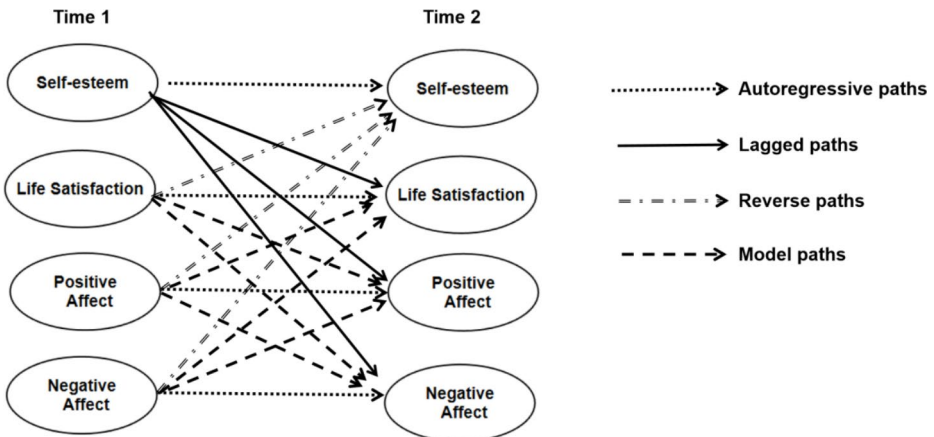 Time 1
Time 2
Self-esteem
Self-esteem
Autoregressive paths
Lagged paths
Life Satisfaction
Life Satisfaction
Reverse paths
Model paths
Positive
Affect
Positive
Affect
Negative
Affect
Negative
Affect